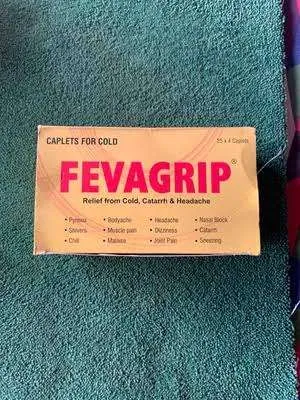 CAPLETS FOR COLD 25 x 4 Caplets
FEVAGRIP®
Relief from Cold, Catarrh & Headache
• Pyrexia • Bodyache • Headache • Nasal Block
• Shivers • Muscle pain • Dizziness • Catarrh
• Chill • Malaise • Joint Pain • Sneezing